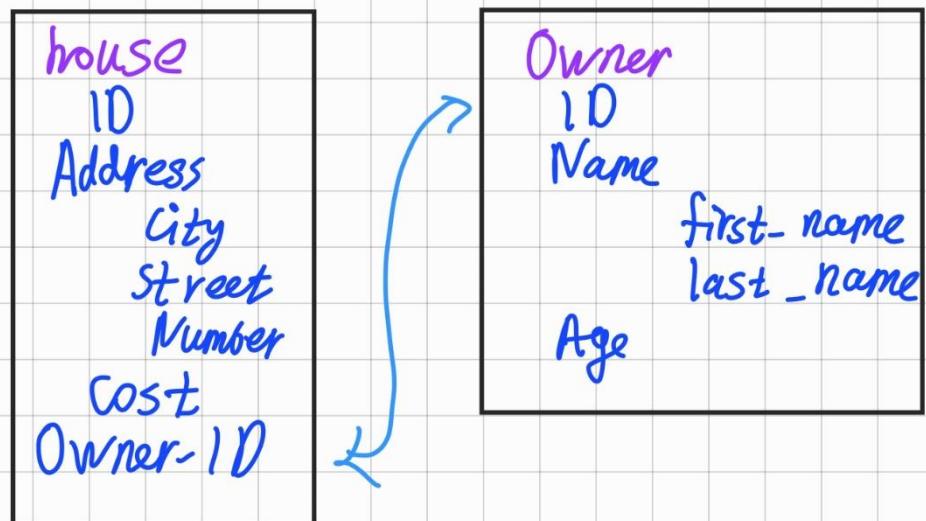 house
ID
Address
City
Street
Number
Cost
Owner-ID
Owner
ID
Name
first_name
last_name
Age